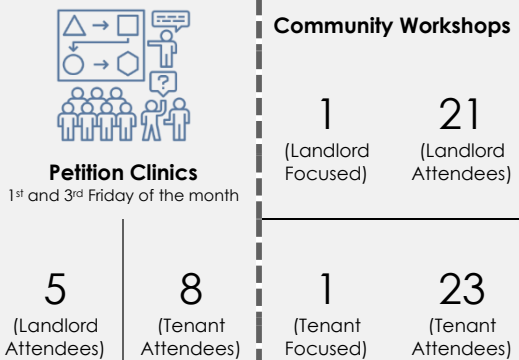 ?
Petition Clinics
1st and 3rd Friday of the month
5
(Landlord
Attendees)
8
(Tenant
Attendees)
Community Workshops
1
(Landlord
Focused)
21
(Landlord
Attendees)
1
(Tenant
Focused)
23
(Tenant
Attendees)